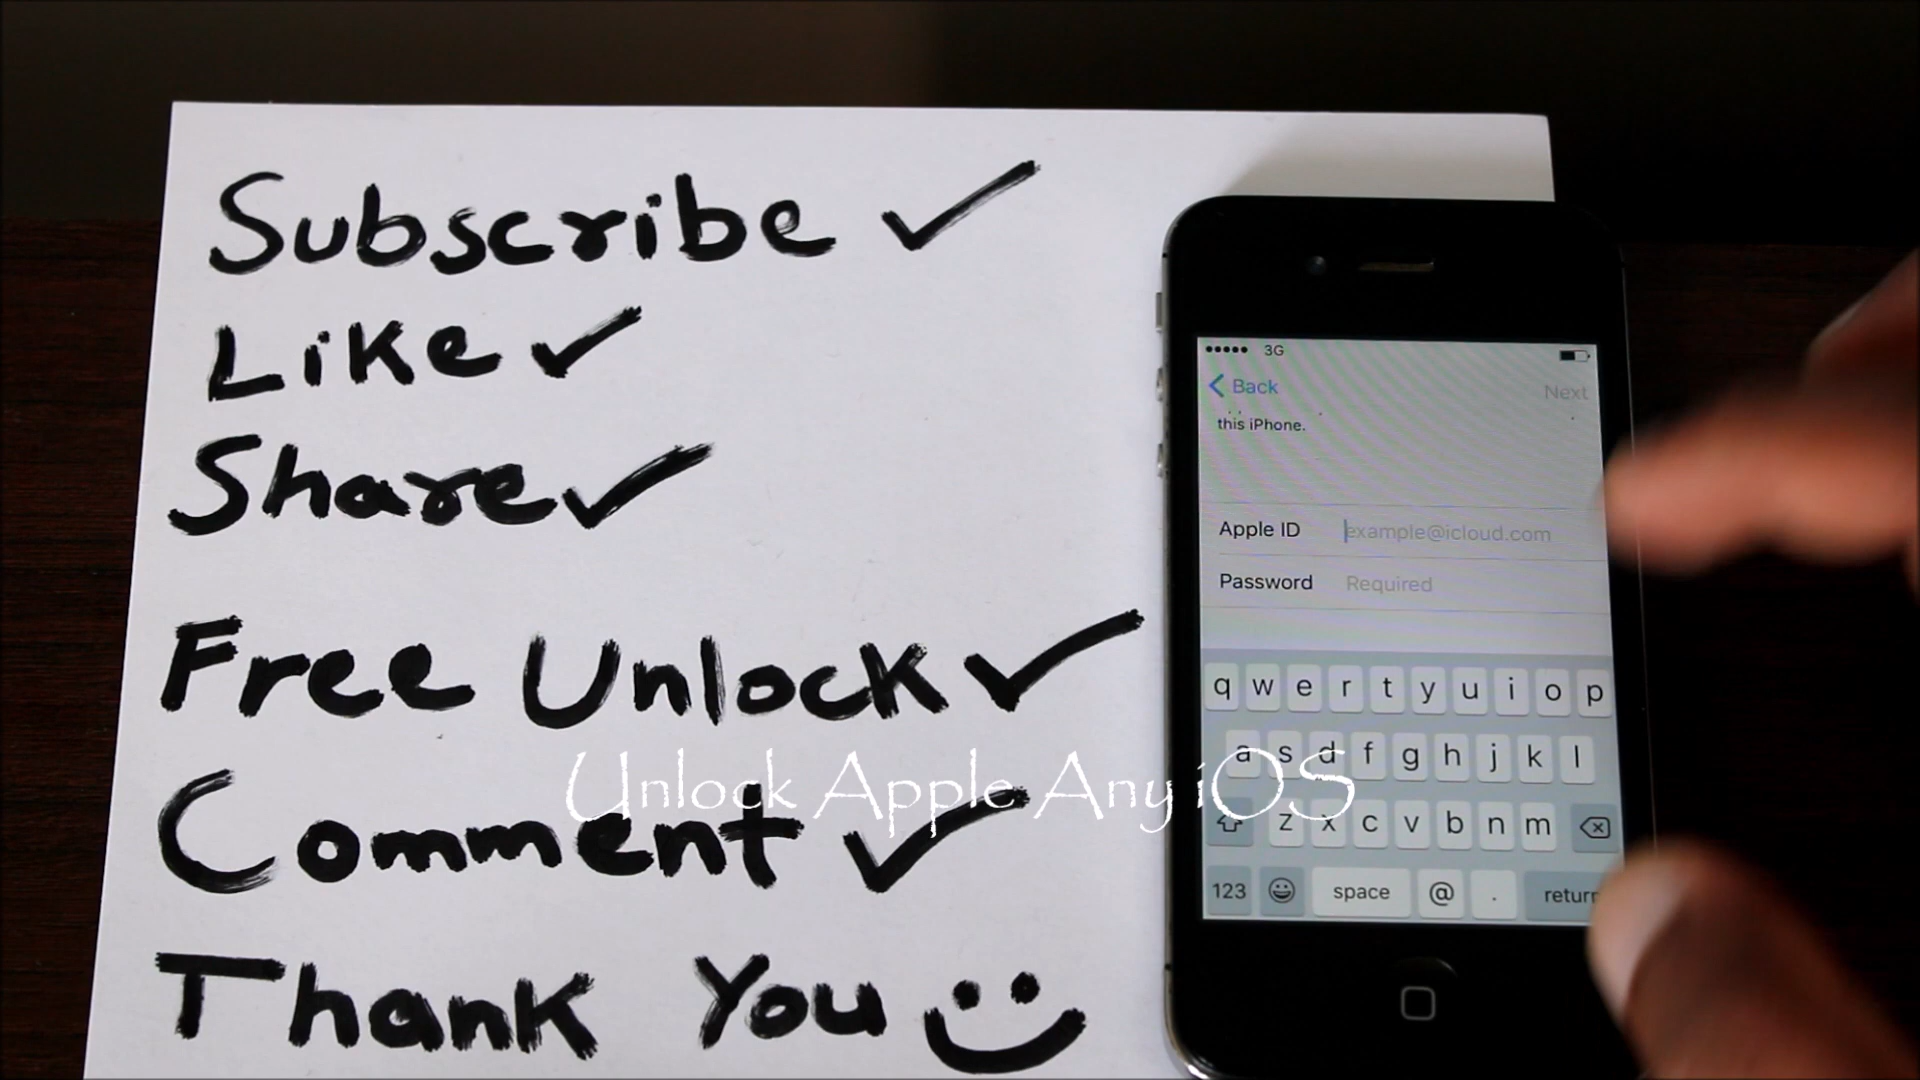 Subscribe ✓
Like ✓
Share ✓
Free Unlock ✓
Comment ✓
Thank You
Unlock Apple Any iOS
3G
Back Next
this iPhone.
Apple ID example@icloud.com
Password Required
q w e r t y u i o p
a s d f g h j k l
z x c v b n m
123 space @ . return